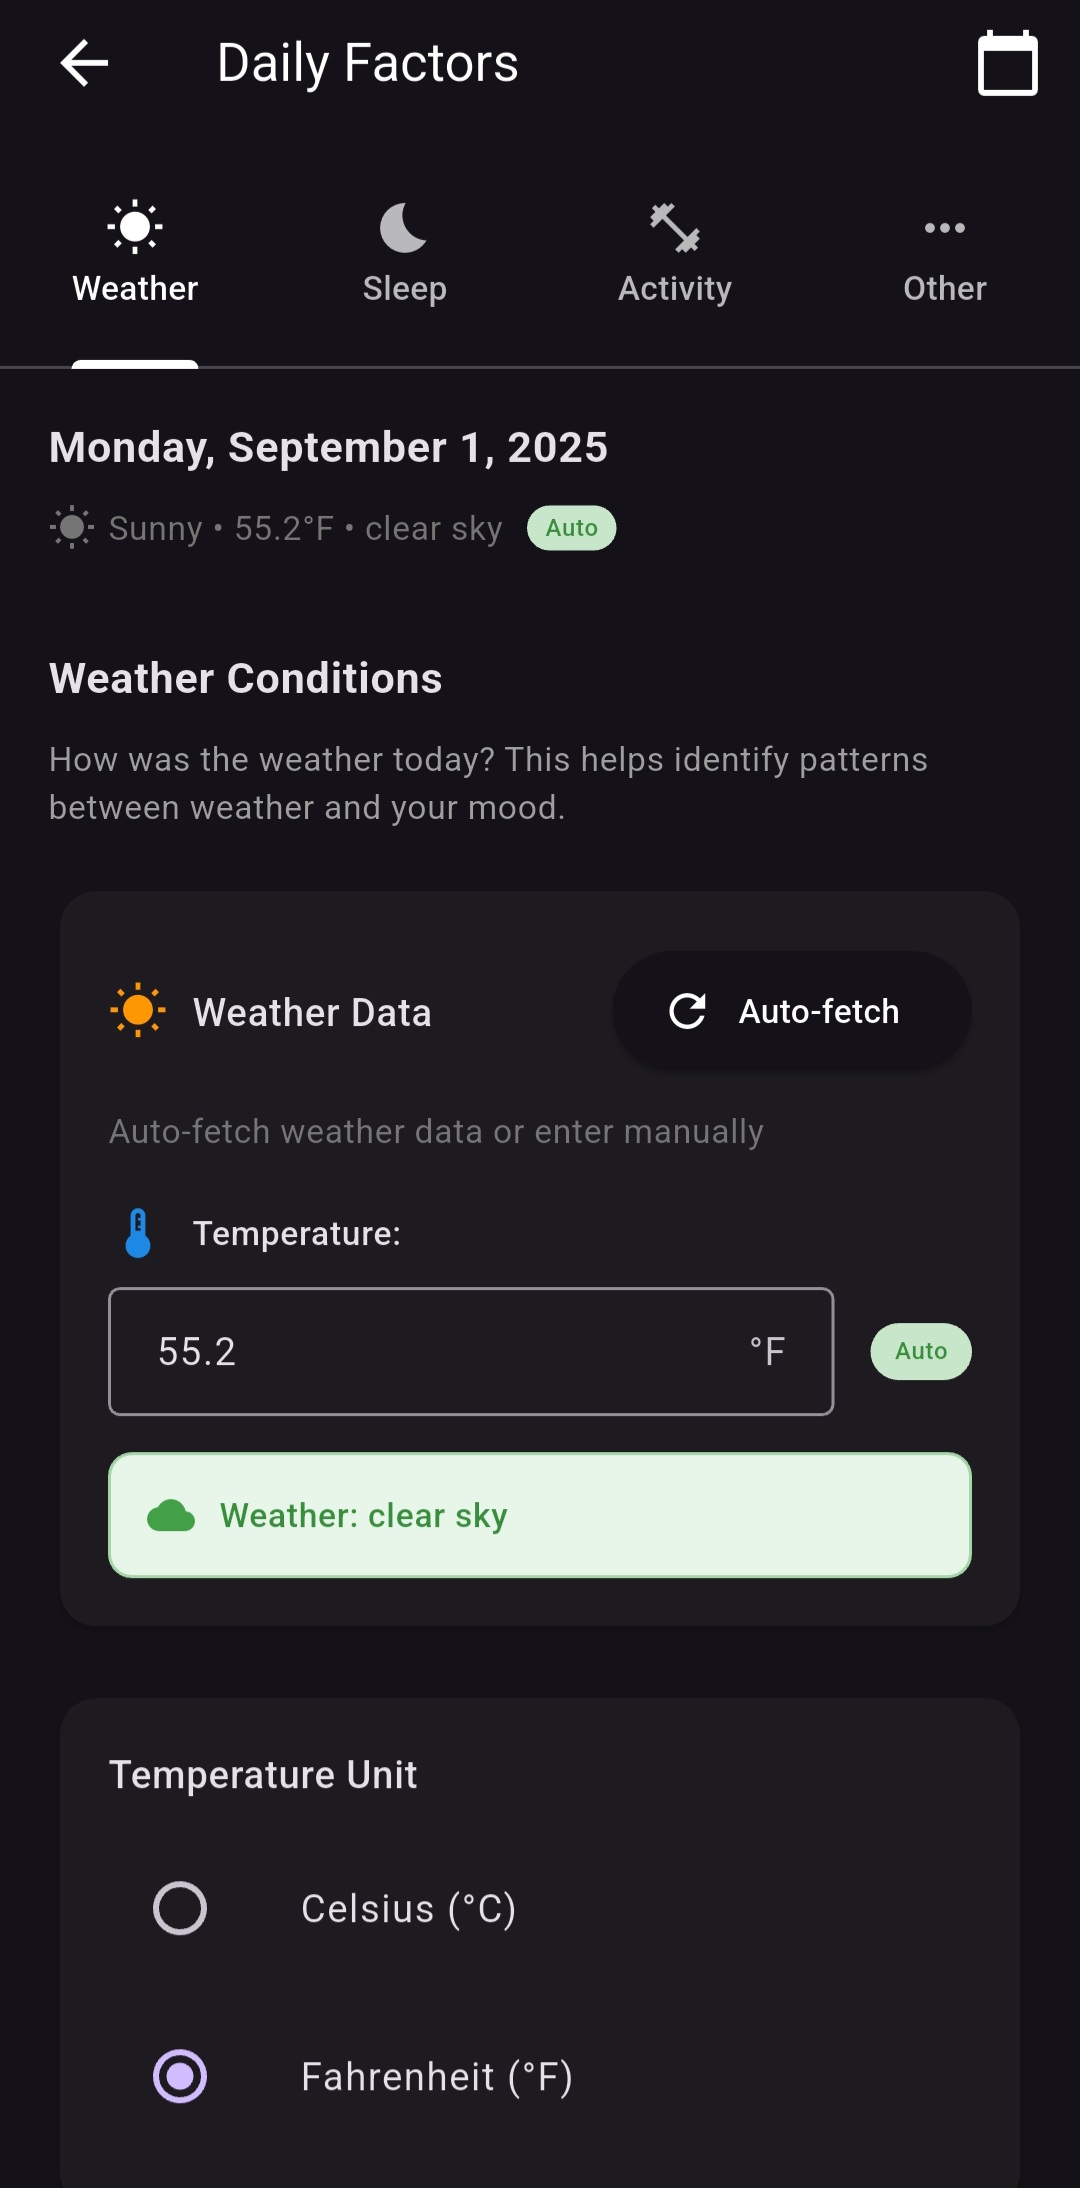 Daily Factors
Weather Sleep Activity Other
Monday, September 1, 2025
Sunny • 55.2°F • clear sky Auto
Weather Conditions
How was the weather today? This helps identify patterns
between weather and your mood.
Weather Data Auto-fetch
Auto-fetch weather data or enter manually
Temperature:
55.2 °F Auto
Weather: clear sky
Temperature Unit
Celsius (°C)
Fahrenheit (°F)